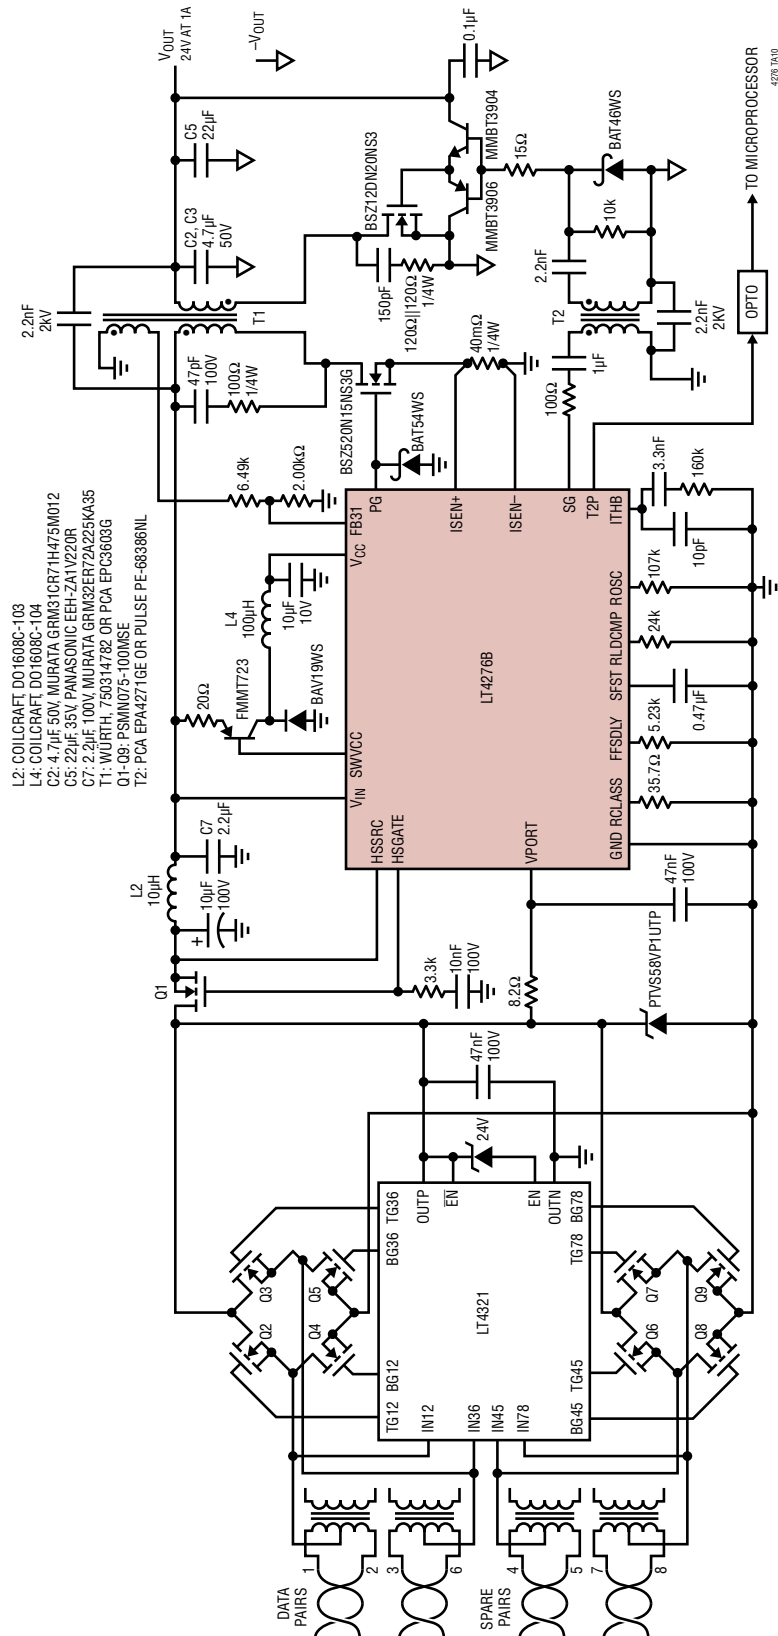 L2: COILCRAFT, DO1608C-103
L4: COILCRAFT, DO1608C-104
C2: 4.7µF, 50V, MURATA GRM31CR71H475M012
C5: 22µF, 35V, PANASONIC EEH-ZA1V220R
C7: 2.2µF, 100V, MURATA GRM32ER72A225KA35
T1: WÜRTH, 750314782 OR PCA EPC3603G
Q1-Q9: PSMN075-100MSE
T2: PCA EPA4271GE OR PULSE PE-68386NL
DATA
PAIRS
1
2
3
6
SPARE
PAIRS
4
5
7
8
Q2
Q3
Q4
Q5
TG12
BG12
BG36
TG36
IN12
IN36
IN45
IN78
LT4321
OUTP
EN
EN
OUTN
BG45
TG45
TG78
BG78
Q6
Q7
Q8
Q9
24V
47nF
100V
Q1
3.3k
10nF
100V
8.2Ω
PTVS58VP1UTP
47nF
100V
L2
10µH
+
10µF
100V
C7
2.2µF
HSSRC
HSGATE
VPORT
VIN
SWVCC
VCC
FB31
LT4276B
GND
RCLASS
FFSDLY
SFST
RLDCMP
ROSC
PG
ISEN+
ISEN–
SG
T2P
ITHB
20Ω
FMMT723
BAV19WS
L4
100µH
10µF
10V
6.49k
2.00kΩ
35.7Ω
5.23k
0.47µF
24k
107k
10pF
3.3nF
160k
2.2nF
2KV
47pF
100V
100Ω
1/4W
T1
BSZ520N15NS3G
BAT54WS
40mΩ
1/4W
C2, C3
4.7µF
50V
C5
22µF
VOUT
24V AT 1A
–VOUT
0.1µF
BSZ12DN20NS3
150pF
120Ω||120Ω
1/4W
MMBT3906
MMBT3904
15Ω
100Ω
1µF
T2
2.2nF
10k
BAT46WS
2.2nF
2KV
OPTO
TO MICROPROCESSOR
4276 TA10